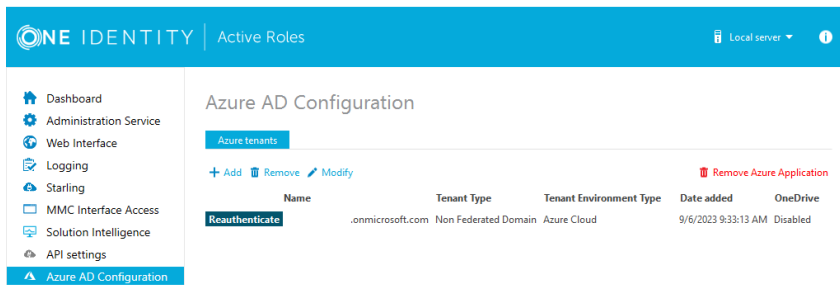 ONE IDENTITY Active Roles Local server
Dashboard
Administration Service
Web Interface
Logging
Starling
MMC Interface Access
Solution Intelligence
API settings
Azure AD Configuration
Azure AD Configuration
Azure tenants
+ Add Remove Modify Remove Azure Application
Name Tenant Type Tenant Environment Type Date added OneDrive
Reauthenticate .onmicrosoft.com Non Federated Domain Azure Cloud 9/6/2023 9:33:13 AM Disabled